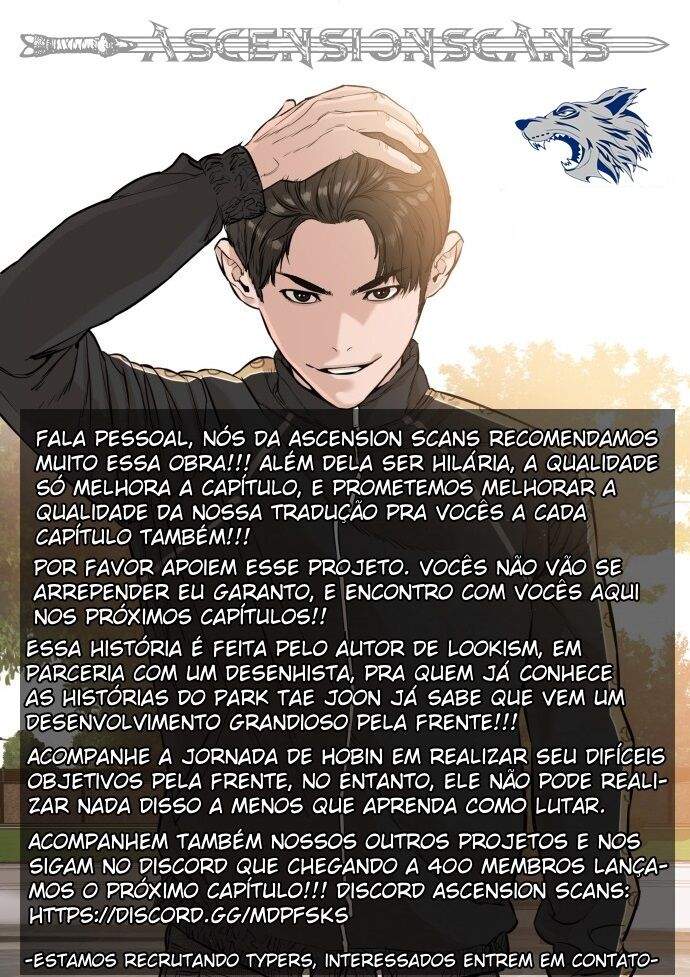 ASCENSIONSCANS
FALA PESSOAL, NÓS DA ASCENSION SCANS RECOMENDAMOS
MUITO ESSA OBRA!!! ALÉM DELA SER HILÁRIA, A QUALIDADE
SÓ MELHORA A CAPÍTULO, E PROMETEMOS MELHORAR A
QUALIDADE DA NOSSA TRADUÇÃO PRA VOCÊS A CADA
CAPÍTULO TAMBÉM!!!
POR FAVOR APOIEM ESSE PROJETO. VOCÊS NÃO VÃO SE
ARREPENDER EU GARANTO, E ENCONTRO COM VOCÊS AQUI
NOS PRÓXIMOS CAPÍTULOS!!
ESSA HISTÓRIA É FEITA PELO AUTOR DE LOOKISM, EM
PARCERIA COM UM DESENHISTA, PRA QUEM JÁ CONHECE
AS HISTÓRIAS DO PARK TAE JOON JÁ SABE QUE VEM UM
DESENVOLVIMENTO GRANDIOSO PELA FRENTE!!!
ACOMPANHE A JORNADA DE HOBIN EM REALIZAR SEU DIFÍCEIS
OBJETIVOS PELA FRENTE, NO ENTANTO, ELE NÃO PODE REALI-
ZAR NADA DISSO A MENOS QUE APRENDA COMO LUTAR.
ACOMPANHEM TAMBÉM NOSSOS OUTROS PROJETOS E NOS
SIGAM NO DISCORD QUE CHEGANDO A 400 MEMBROS LANÇA-
MOS O PRÓXIMO CAPÍTULO!!! DISCORD ASCENSION SCANS:
HTTPS://DISCORD.GG/MDPFSKS
-ESTAMOS RECRUTANDO TYPERS, INTERESSADOS ENTREM EM CONTATO-